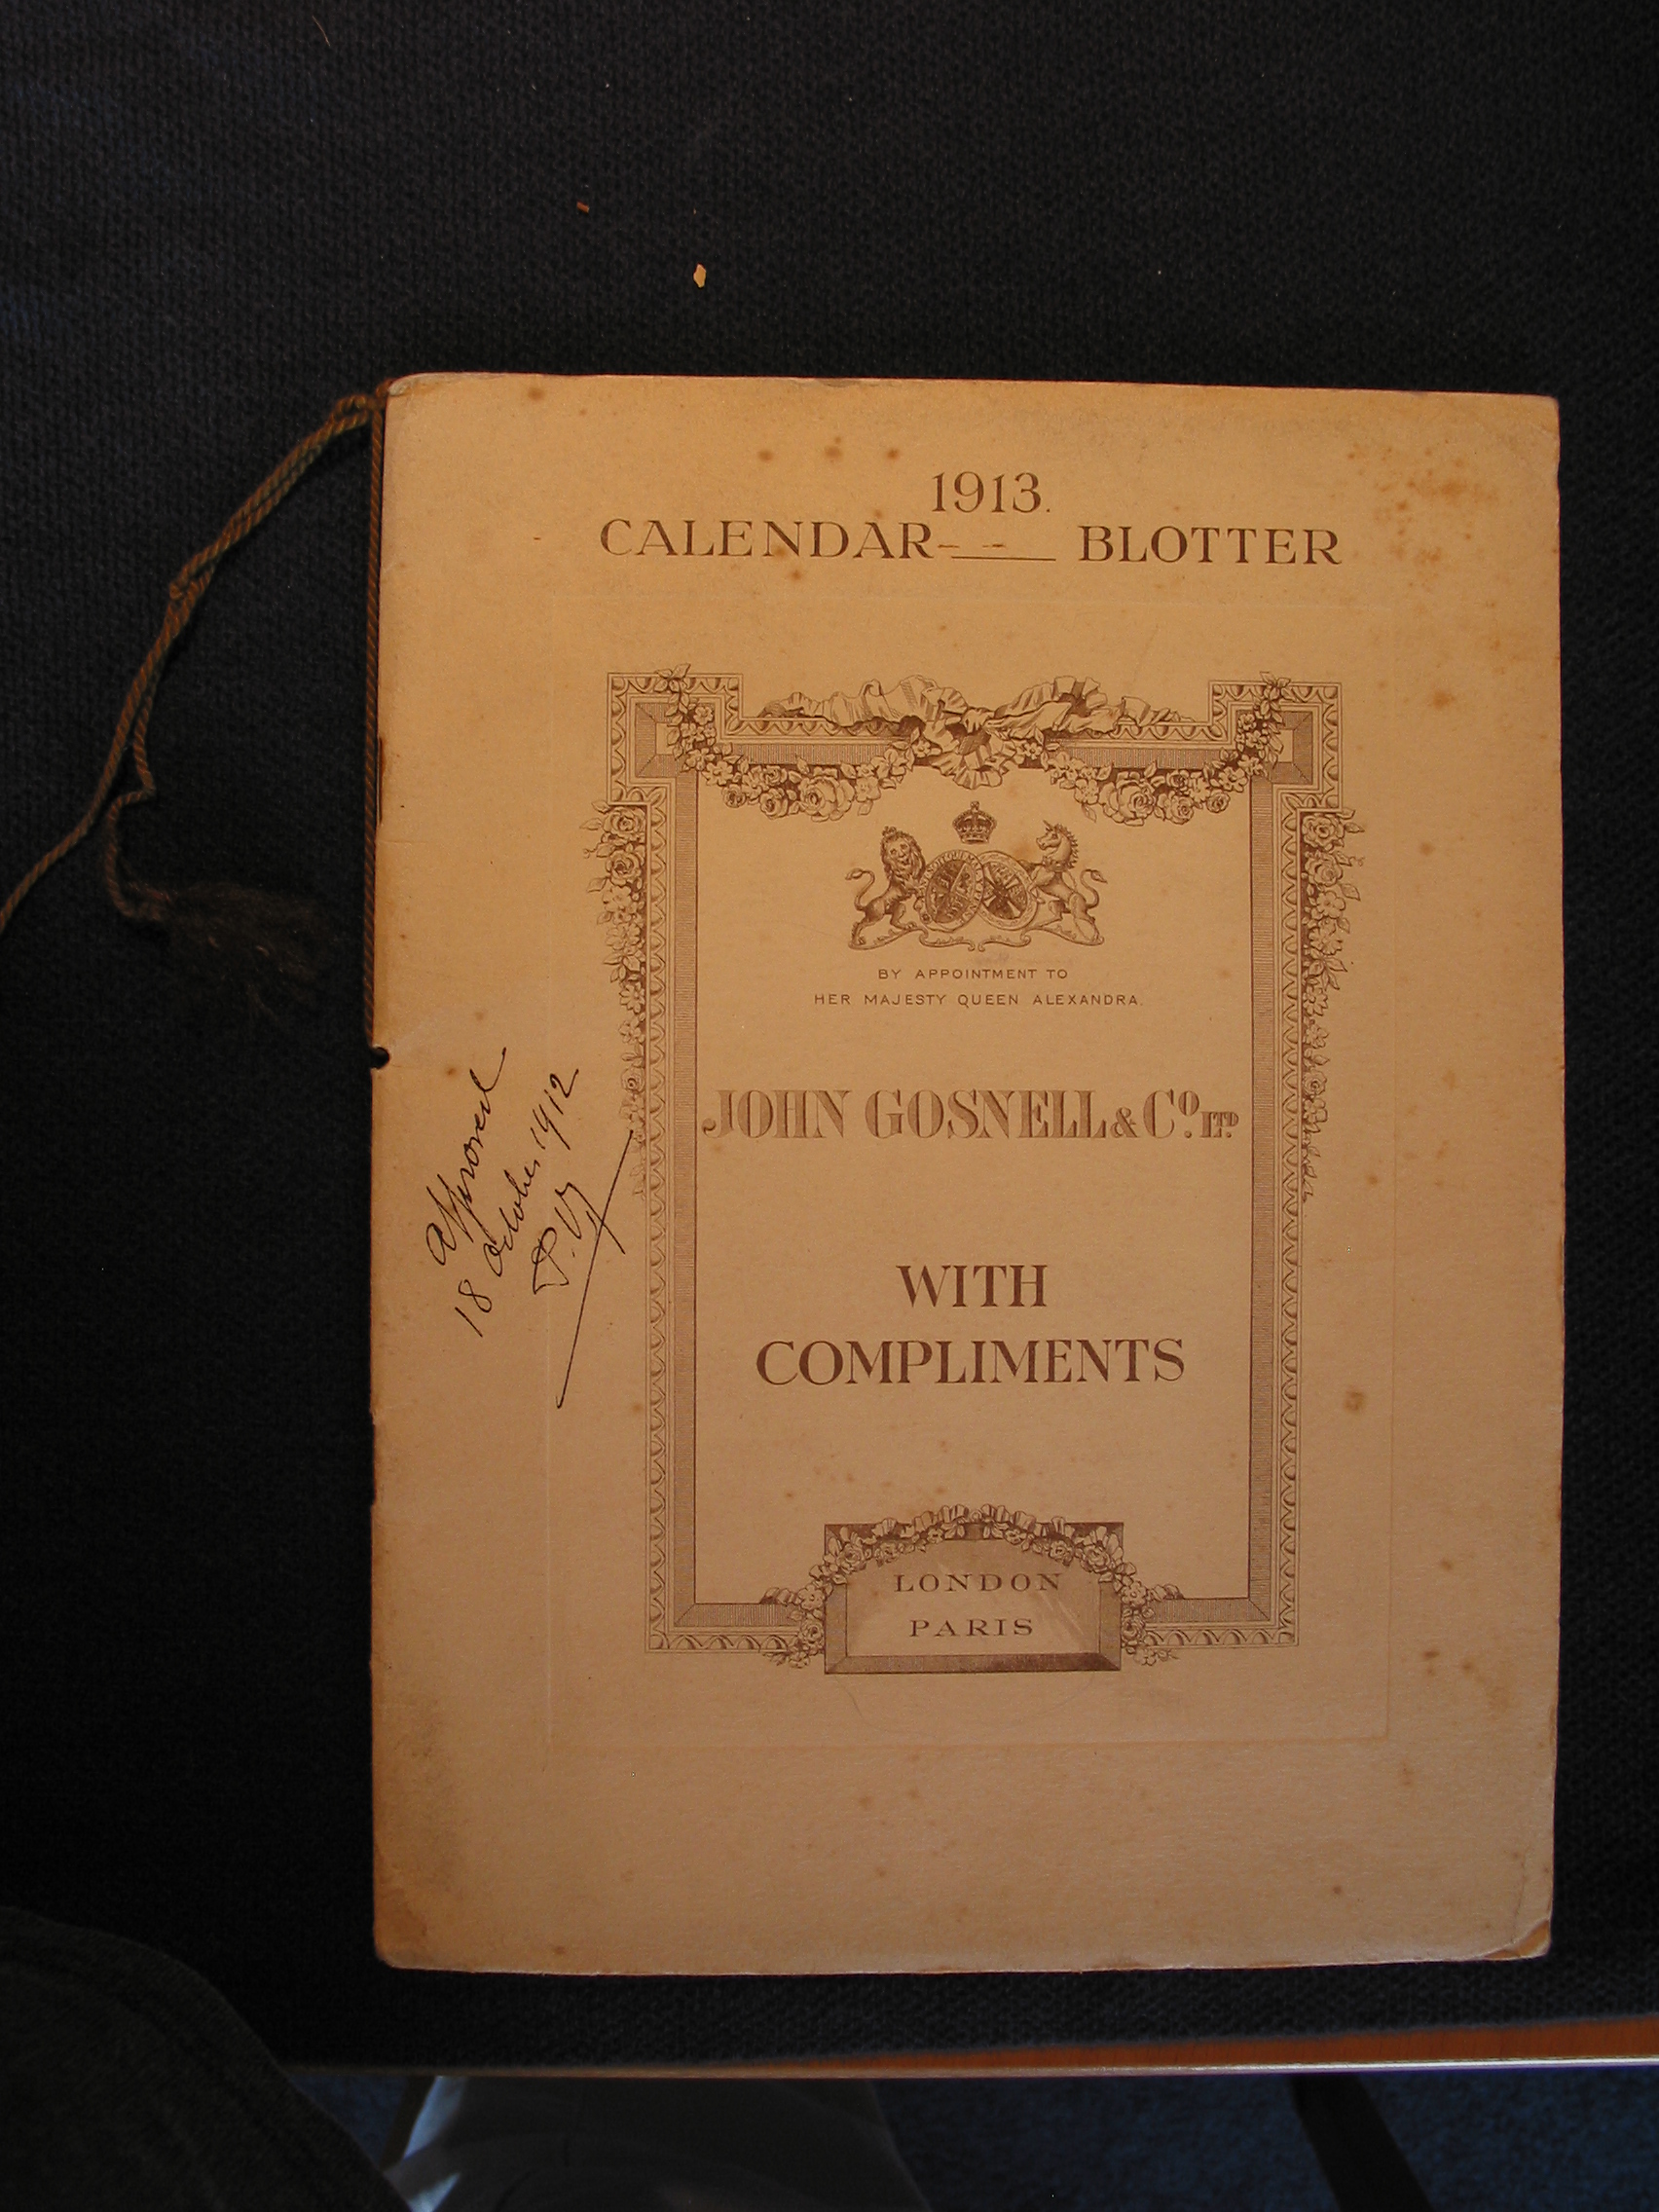 1913.
CALENDAR BLOTTER
BY APPOINTMENT TO
HER MAJESTY QUEEN ALEXANDRA.
JOHN GOSNELL & Cº. LTD
WITH
COMPLIMENTS
LONDON
PARIS
Approved
18 October 1912